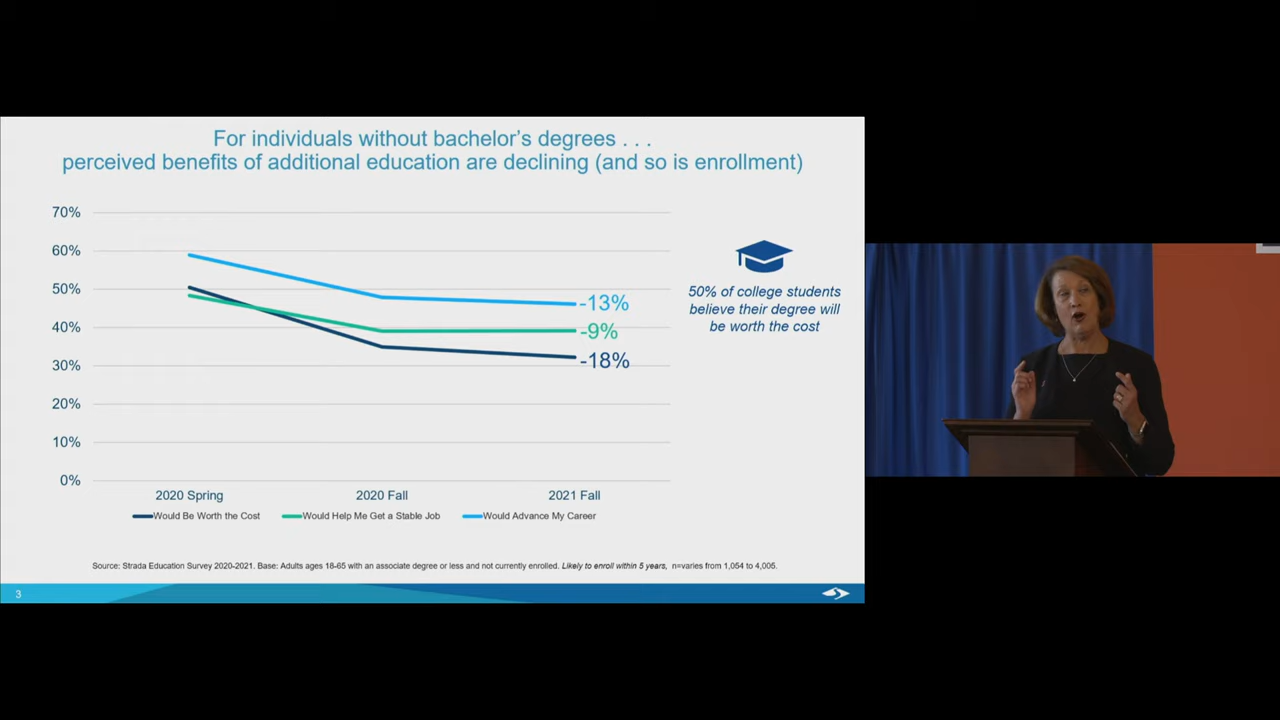 For individuals without bachelor’s degrees . . .
perceived benefits of additional education are declining (and so is enrollment)
70%
60%
50%
40%
30%
20%
10%
0%
-13%
-9%
-18%
2020 Spring 2020 Fall 2021 Fall
Would Be Worth the Cost Would Help Me Get a Stable Job Would Advance My Career
50% of college students
believe their degree will
be worth the cost
Source: Strada Education Survey 2020-2021. Base: Adults ages 18-65 with an associate degree or less and not currently enrolled. Likely to enroll within 5 years, n=varies from 1,054 to 4,005.
3